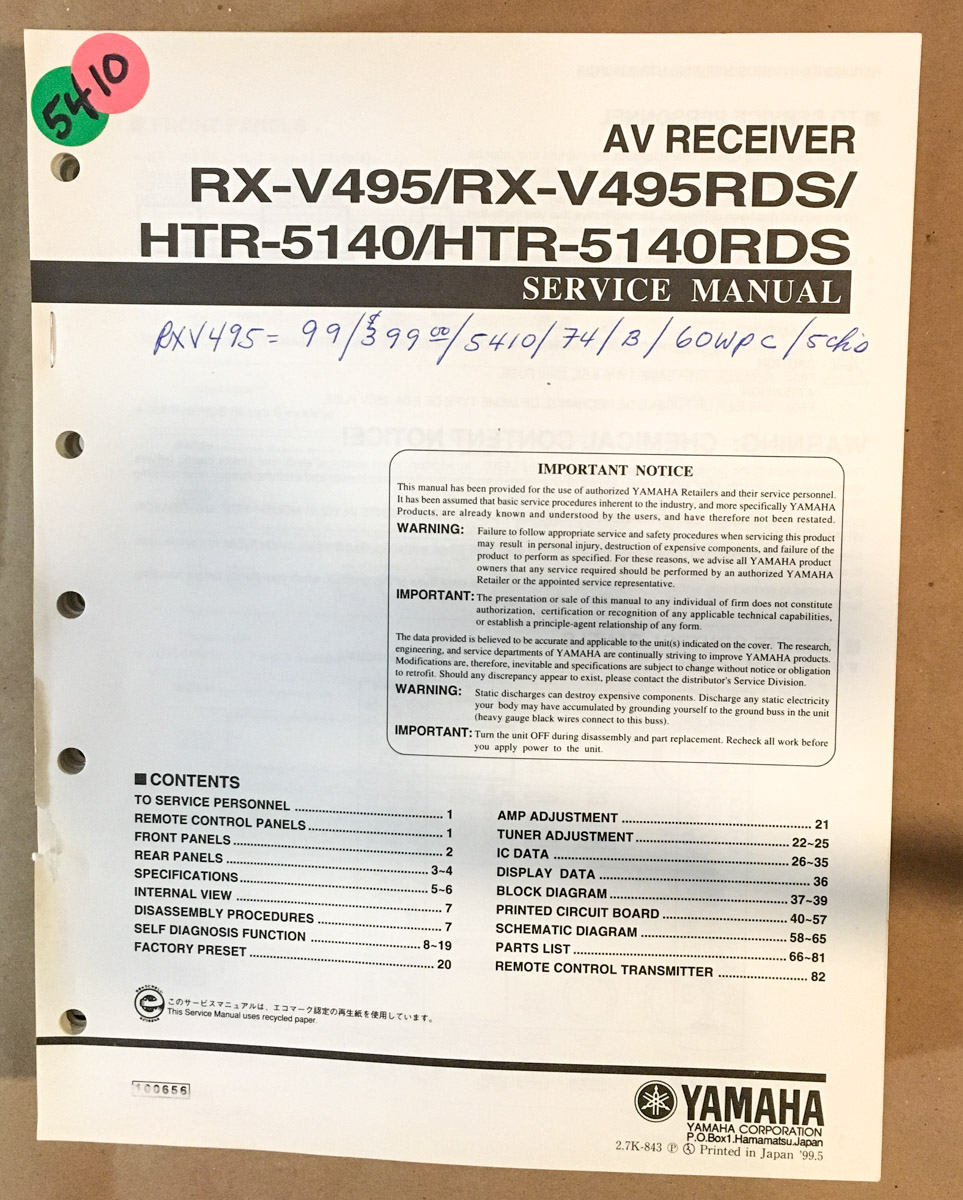 5410
AV RECEIVER
RX-V495/RX-V495RDS/
HTR-5140/HTR-5140RDS
SERVICE MANUAL
RXV495= 99/$399 00/5410/74/B/60WPC/5ch's
IMPORTANT NOTICE
This manual has been provided for the use of authorized YAMAHA Retailers and their service personnel.
It has been assumed that basic service procedures inherent to the industry, and more specifically YAMAHA
Products, are already known and understood by the users, and have therefore not been restated.
WARNING: Failure to follow appropriate service and safety procedures when servicing this product
may result in personal injury, destruction of expensive components, and failure of the
product to perform as specified. For these reasons, we advise all YAMAHA product
owners that any service required should be performed by an authorized YAMAHA
Retailer or the appointed service representative.
IMPORTANT: The presentation or sale of this manual to any individual of firm does not constitute
authorization, certification or recognition of any applicable technical capabilities,
or establish a principle-agent relationship of any form.
The data provided is believed to be accurate and applicable to the unit(s) indicated on the cover. The research,
engineering, and service departments of YAMAHA are continually striving to improve YAMAHA products.
Modifications are, therefore, inevitable and specifications are subject to change without notice or obligation
to retrofit. Should any discrepancy appear to exist, please contact the distributor's Service Division.
WARNING: Static discharges can destroy expensive components. Discharge any static electricity
your body may have accumulated by grounding yourself to the ground buss in the unit
(heavy gauge black wires connect to this buss).
IMPORTANT: Turn the unit OFF during disassembly and part replacement. Recheck all work before
you apply power to the unit.
■ CONTENTS
TO SERVICE PERSONNEL ........ 1
REMOTE CONTROL PANELS ........ 1
FRONT PANELS ........ 2
REAR PANELS ........ 3~4
SPECIFICATIONS ........ 5~6
INTERNAL VIEW ........ 7
DISASSEMBLY PROCEDURES ........ 7
SELF DIAGNOSIS FUNCTION ........ 8~19
FACTORY PRESET ........ 20
AMP ADJUSTMENT ........ 21
TUNER ADJUSTMENT ........ 22~25
IC DATA ........ 26~35
DISPLAY DATA ........ 36
BLOCK DIAGRAM ........ 37~39
PRINTED CIRCUIT BOARD ........ 40~57
SCHEMATIC DIAGRAM ........ 58~65
PARTS LIST ........ 66~81
REMOTE CONTROL TRANSMITTER ........ 82
このサービスマニュアルは、エコマーク認定の再生紙を使用しています。
This Service Manual uses recycled paper.
100656
YAMAHA
YAMAHA CORPORATION
P.O.Box1.Hamamatsu.Japan
2.7K-843 Ⓟ Ⓐ Printed in Japan '99.5